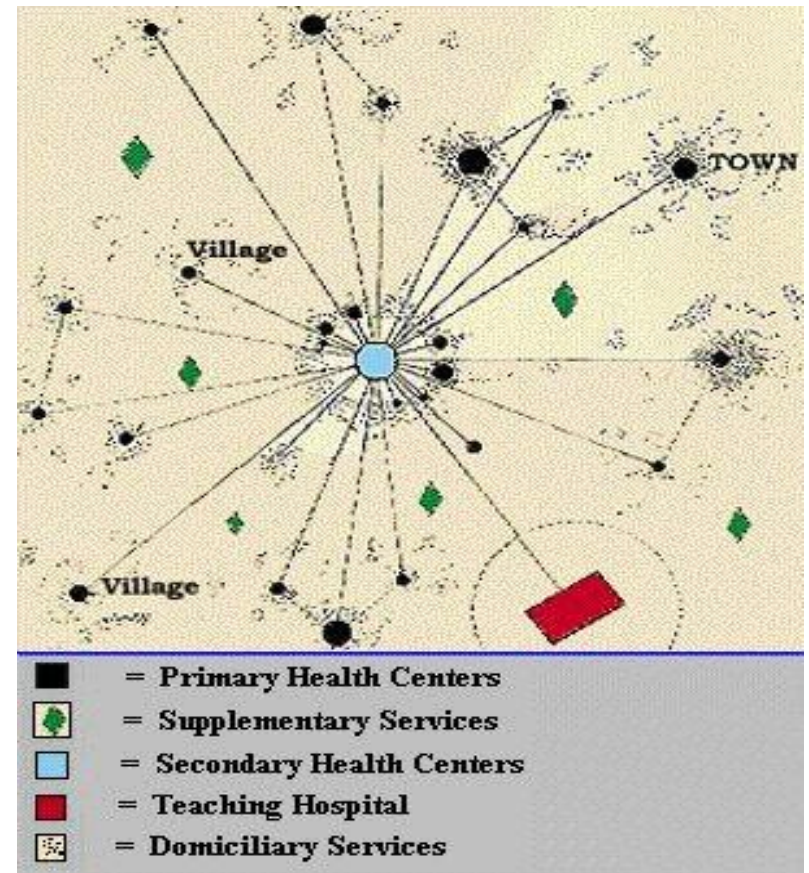 TOWN
Village
Village
= Primary Health Centers
= Supplementary Services
= Secondary Health Centers
= Teaching Hospital
= Domiciliary Services